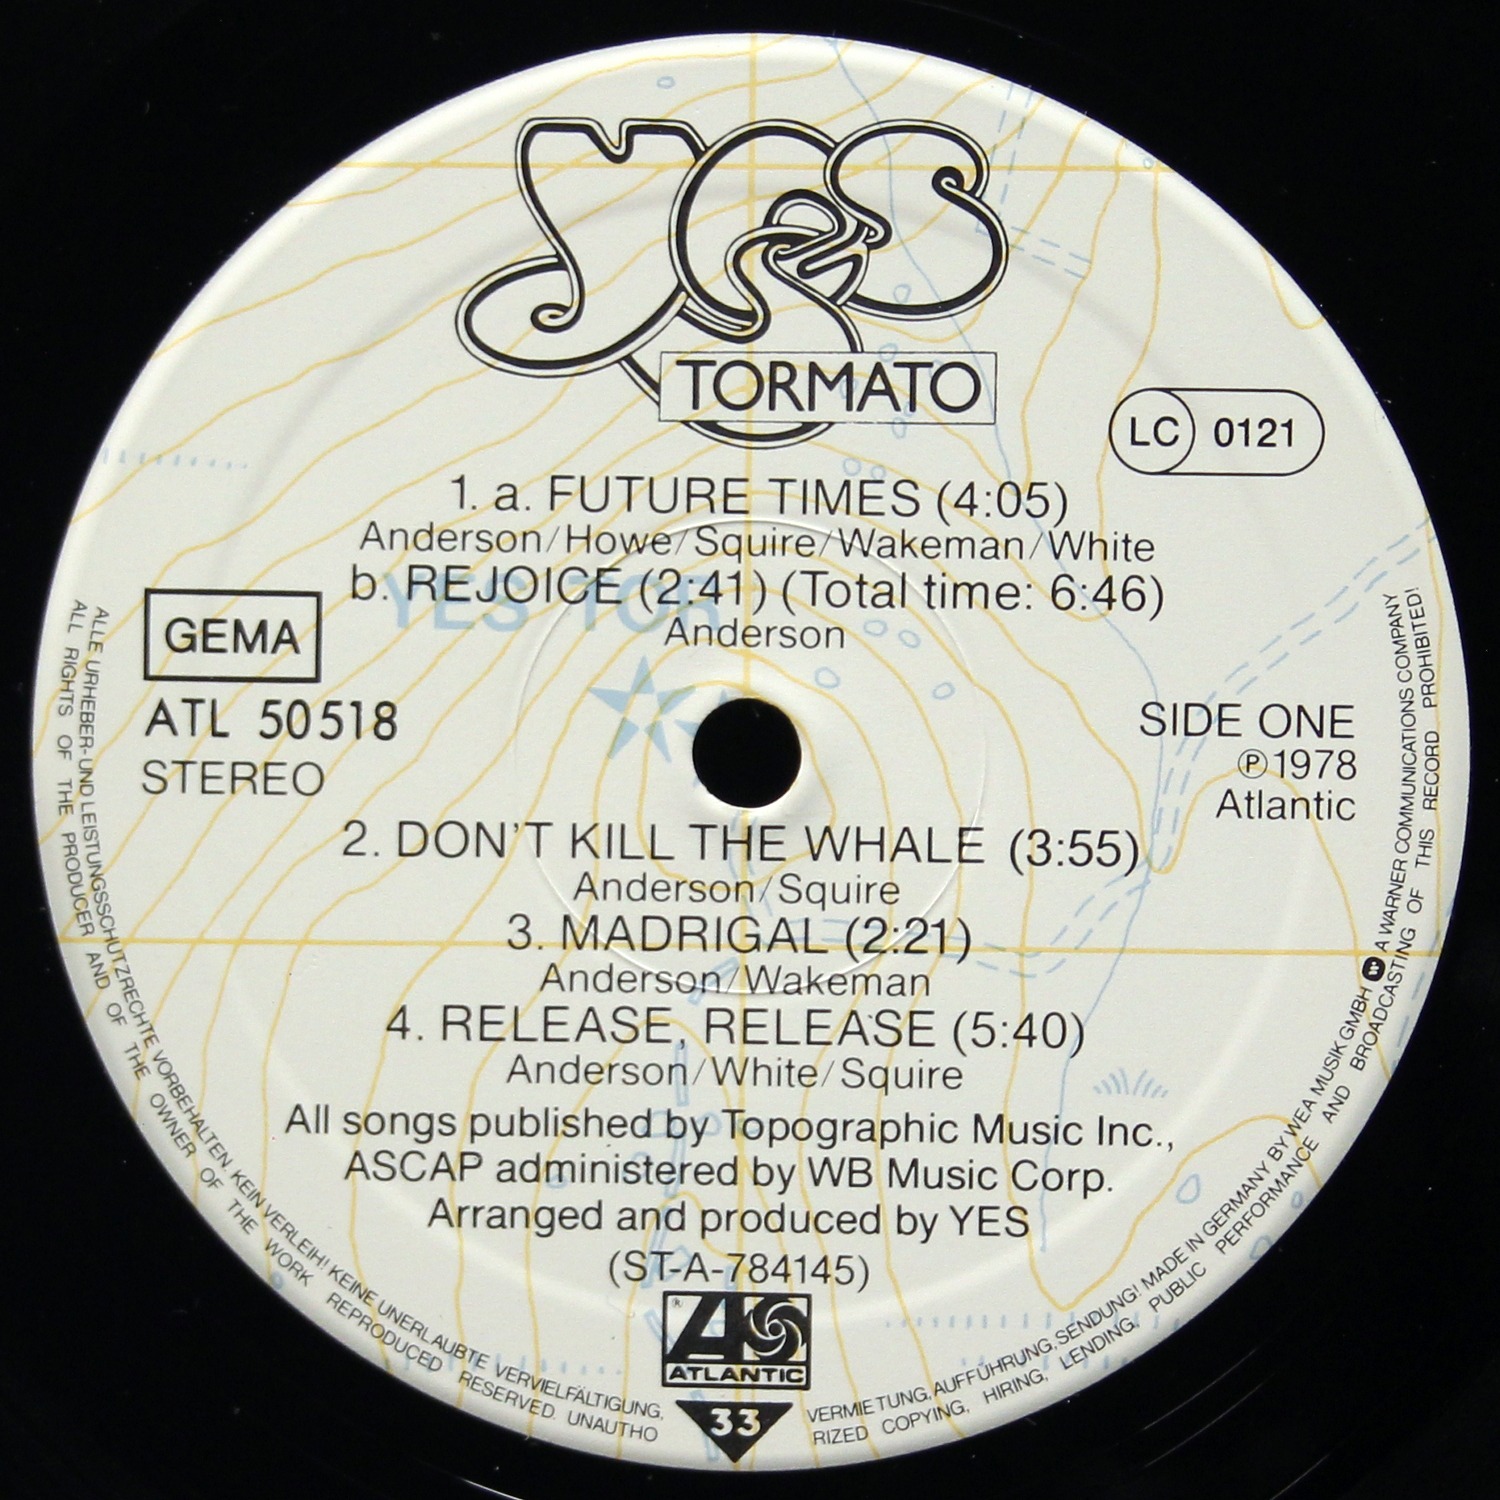 YES
TORMATO
LC 0121
1. a. FUTURE TIMES (4:05)
Anderson/Howe/Squire/Wakeman/White
b. REJOICE (2:41) (Total time: 6:46)
YES TOR
Anderson
GEMA
ATL 50518
STEREO
SIDE ONE
℗ 1978
Atlantic
2. DON'T KILL THE WHALE (3:55)
Anderson/Squire
3. MADRIGAL (2:21)
Anderson/Wakeman
4. RELEASE, RELEASE (5:40)
Anderson/White/Squire
All songs published by Topographic Music Inc.,
ASCAP administered by WB Music Corp.
Arranged and produced by YES
(ST-A-784145)
®
ATLANTIC
33
ALLE URHEBER-UND LEISTUNGSSCHUTZRECHTE VORBEHALTEN. KEIN VERLEIH! KEINE UNERLAUBTE VERVIELFÄLTIGUNG, VERMIETUNG, AUFFÜHRUNG, SENDUNG! MADE IN GERMANY BY WEA MUSIK GMBH A WARNER COMMUNICATIONS COMPANY
ALL RIGHTS OF THE PRODUCER AND OF THE OWNER OF THE WORK REPRODUCED RESERVED. UNAUTHORIZED COPYING, HIRING, LENDING, PUBLIC PERFORMANCE AND BROADCASTING OF THIS RECORD PROHIBITED!